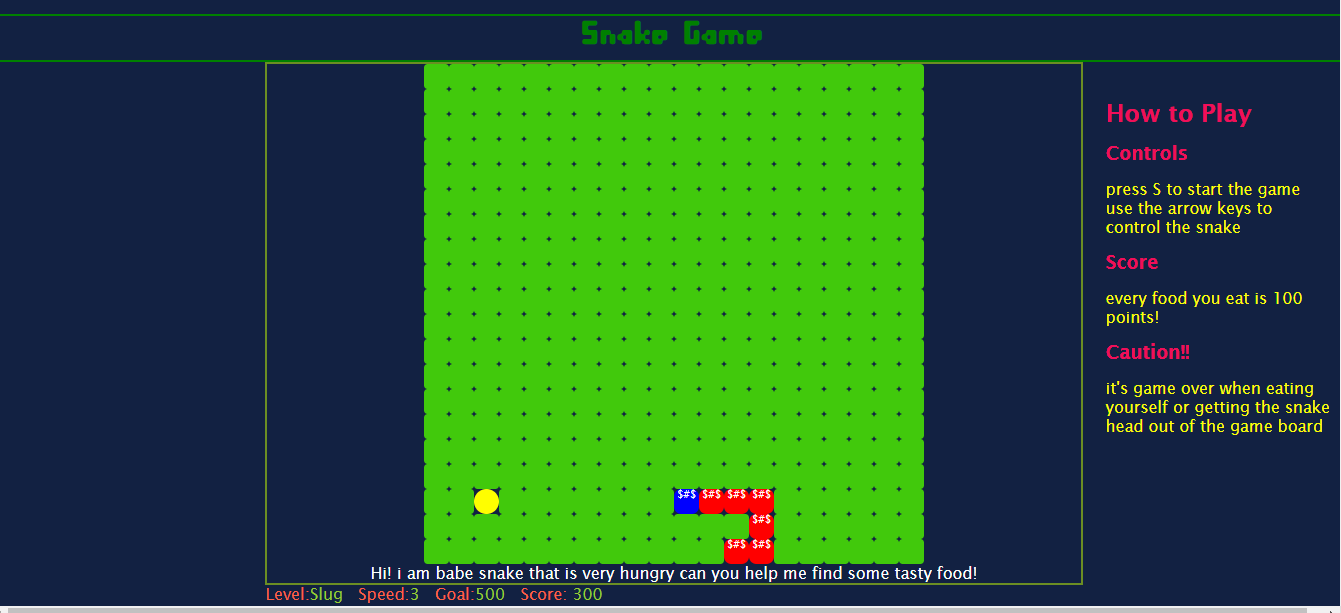 Snake Game
How to Play
Controls
press S to start the game
use the arrow keys to
control the snake
Score
every food you eat is 100
points!
Caution!!
it's game over when eating
yourself or getting the snake
head out of the game board
$#$ $#$ $#$ $#$
$#$
$#$ $#$
Hi! i am babe snake that is very hungry can you help me find some tasty food!
Level:Slug Speed:3 Goal:500 Score: 300